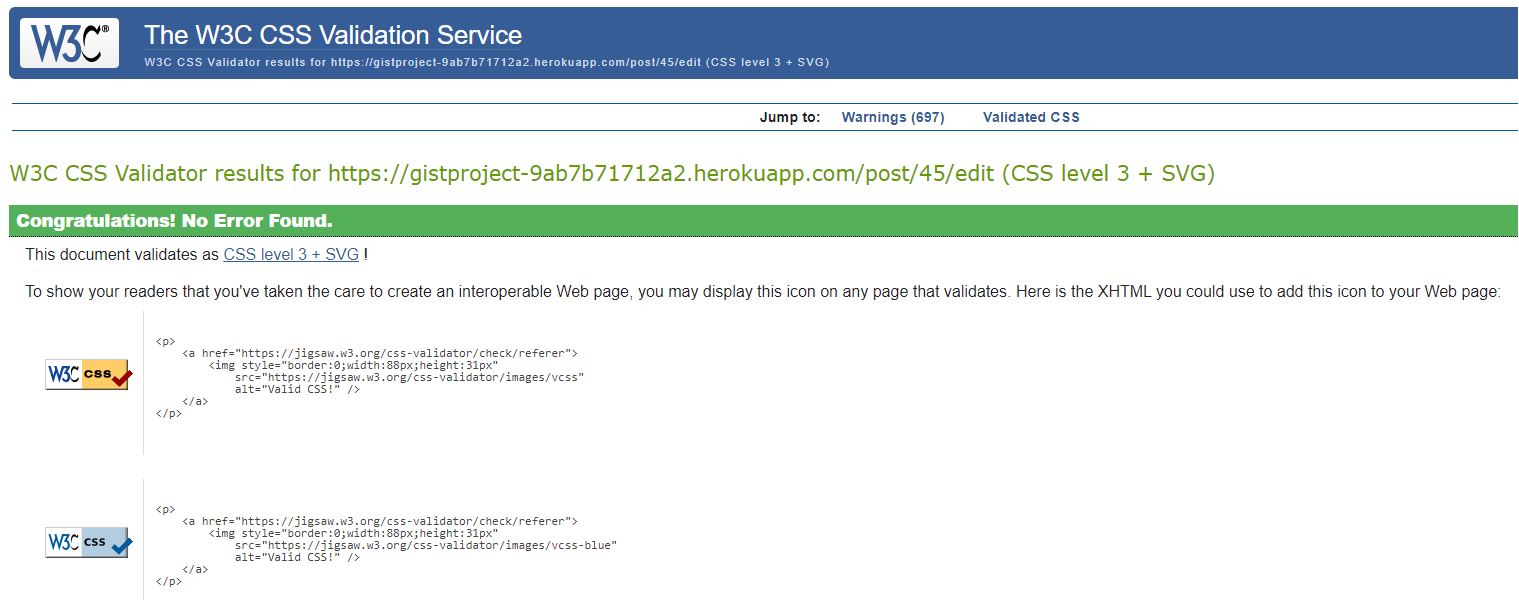 W3C® The W3C CSS Validation Service
W3C CSS Validator results for https://gistproject-9ab7b71712a2.herokuapp.com/post/45/edit (CSS level 3 + SVG)
Jump to: Warnings (697) Validated CSS
W3C CSS Validator results for https://gistproject-9ab7b71712a2.herokuapp.com/post/45/edit (CSS level 3 + SVG)
Congratulations! No Error Found.
This document validates as CSS level 3 + SVG !
To show your readers that you've taken the care to create an interoperable Web page, you may display this icon on any page that validates. Here is the XHTML you could use to add this icon to your Web page:
W3C css
<p>
<a href="https://jigsaw.w3.org/css-validator/check/referer">
<img style="border:0;width:88px;height:31px"
src="https://jigsaw.w3.org/css-validator/images/vcss"
alt="Valid CSS!" />
</a>
</p>
W3C css
<p>
<a href="https://jigsaw.w3.org/css-validator/check/referer">
<img style="border:0;width:88px;height:31px"
src="https://jigsaw.w3.org/css-validator/images/vcss-blue"
alt="Valid CSS!" />
</a>
</p>